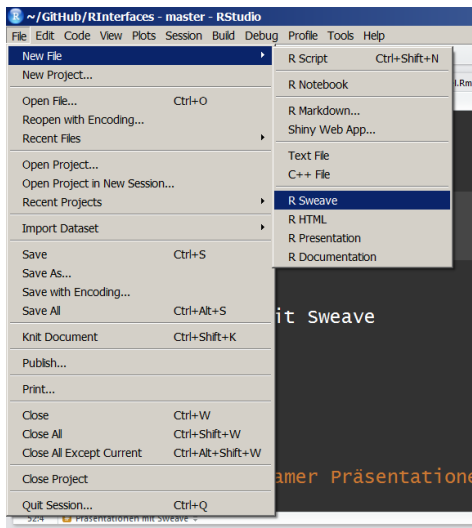 ~/GitHub/RInterfaces - master - RStudio
File Edit Code View Plots Session Build Debug Profile Tools Help
New File
New Project...
Open File... Ctrl+O
Reopen with Encoding...
Recent Files
Open Project...
Open Project in New Session...
Recent Projects
Import Dataset
Save Ctrl+S
Save As...
Save with Encoding...
Save All Ctrl+Alt+S
Knit Document Ctrl+Shift+K
Publish...
Print...
Close Ctrl+W
Close All Ctrl+Shift+W
Close All Except Current Ctrl+Alt+Shift+W
Close Project
Quit Session... Ctrl+Q
R Script Ctrl+Shift+N
R Notebook
R Markdown...
Shiny Web App...
Text File
C++ File
R Sweave
R HTML
R Presentation
R Documentation
l.Rm
it Sweave
amer Präsentatione
52:4 Präsentationen mit Sweave